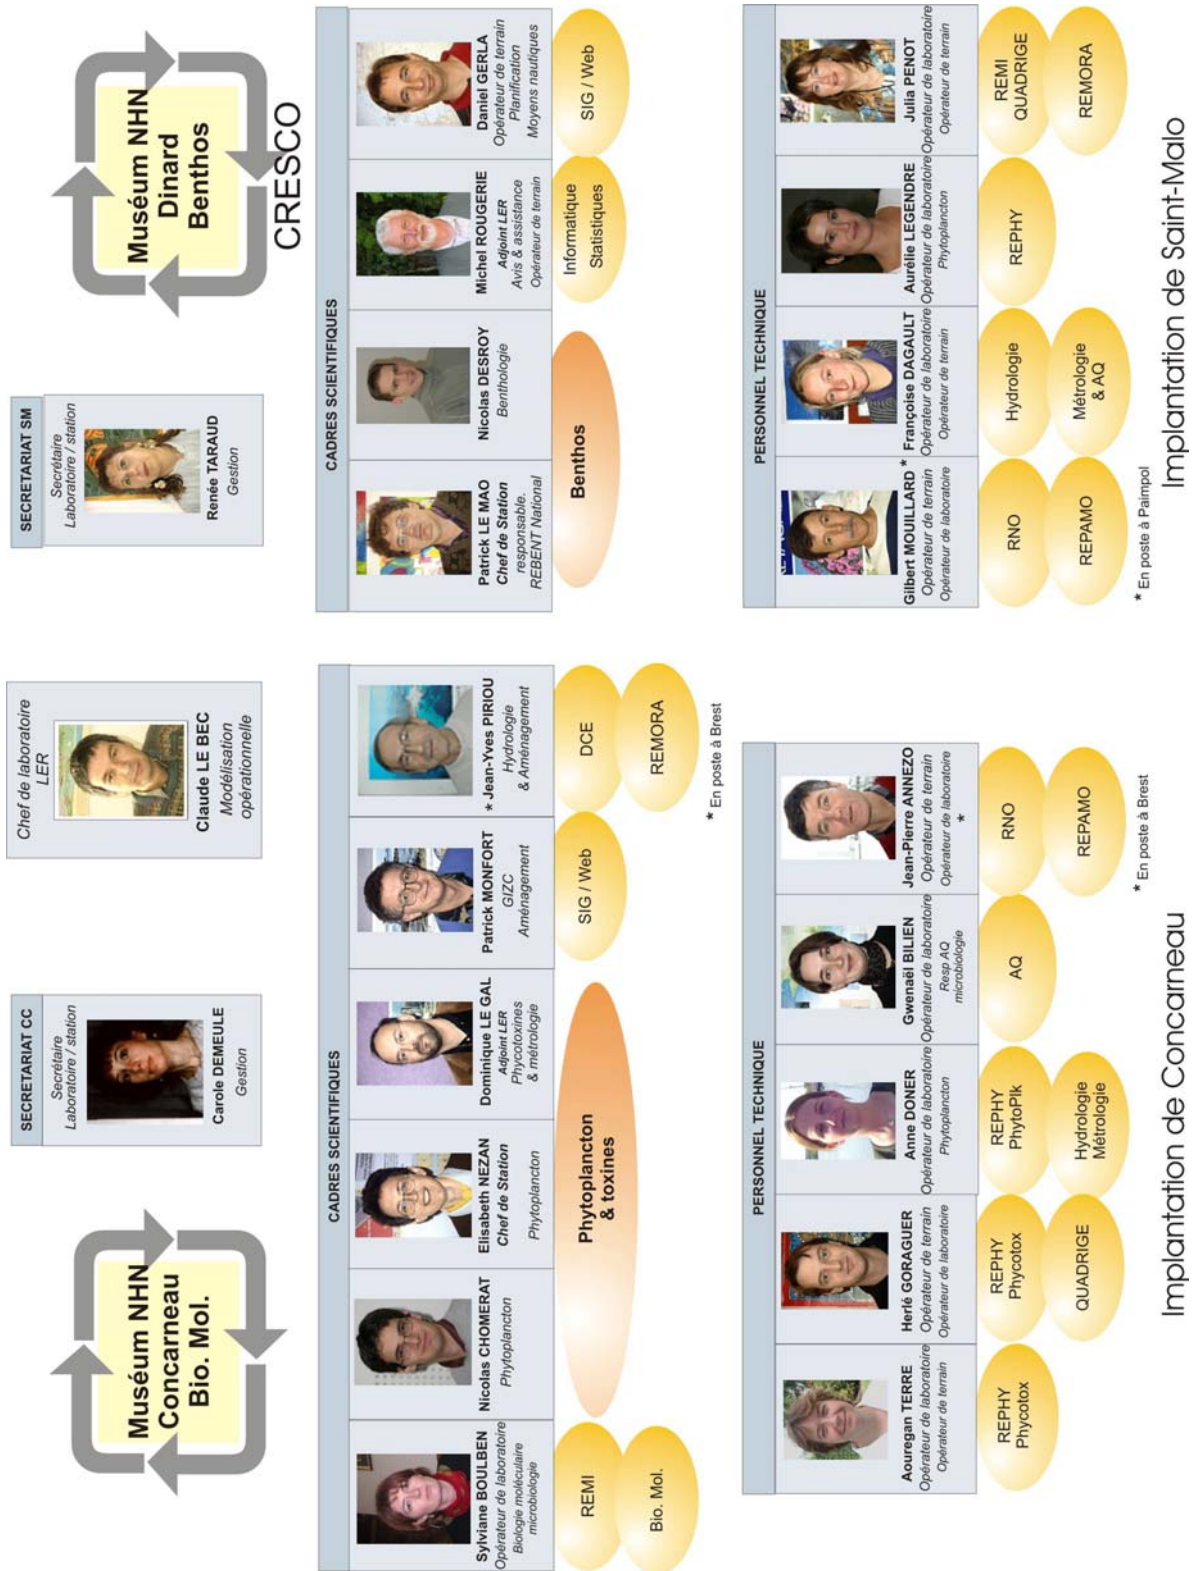 Muséum NHN
Concarneau
Bio. Mol.
SECRETARIAT CC
Secrétaire
Laboratoire / station
Carole DEMEULE
Gestion
Chef de laboratoire
LER
Claude LE BEC
Modélisation
opérationnelle
SECRETARIAT SM
Secrétaire
Laboratoire / station
Renée TARAUD
Gestion
Muséum NHN
Dinard
Benthos
CRESCO
CADRES SCIENTIFIQUES
Sylviane BOULBEN
Opérateur de laboratoire
Biologie moléculaire
microbiologie
Nicolas CHOMERAT
Phytoplancton
Elisabeth NEZAN
Chef de Station
Phytoplancton
Dominique LE GAL
Adjoint LER
Phycotoxines
& métrologie
Patrick MONFORT
GIZC
Aménagement
* Jean-Yves PIRIOU
Hydrologie
& Aménagement
REMI
Bio. Mol.
Phytoplancton
& toxines
SIG / Web
DCE
REMORA
* En poste à Brest
CADRES SCIENTIFIQUES
Patrick LE MAO
Chef de Station
responsable.
REBENT National
Nicolas DESROY
Benthologie
Michel ROUGERIE
Adjoint LER
Avis & assistance
Opérateur de terrain
Daniel GERLA
Opérateur de terrain
Planification
Moyens nautiques
Benthos
Informatique
Statistiques
SIG / Web
PERSONNEL TECHNIQUE
Aouregan TERRE
Opérateur de laboratoire
Opérateur de terrain
Herlé GORAGUER
Opérateur de terrain
Opérateur de laboratoire
Anne DONER
Opérateur de laboratoire
Phytoplancton
Gwenaël BILIEN
Opérateur de laboratoire
Resp AQ
microbiologie
Jean-Pierre ANNEZO
Opérateur de terrain
Opérateur de laboratoire
*
REPHY
Phycotox
REPHY
Phycotox
QUADRIGE
REPHY
PhytoPlk
Hydrologie
Métrologie
AQ
RNO
REPAMO
* En poste à Brest
Implantation de Concarneau
PERSONNEL TECHNIQUE
Gilbert MOUILLARD *
Opérateur de terrain
Opérateur de laboratoire
Françoise DAGAULT
Opérateur de laboratoire
Opérateur de terrain
Aurélie LEGENDRE
Opérateur de laboratoire
Phytoplancton
Julia PENOT
Opérateur de laboratoire
Opérateur de terrain
RNO
REPAMO
Hydrologie
Métrologie
& AQ
REPHY
REMI
QUADRIGE
REMORA
* En poste à Paimpol
Implantation de Saint-Malo